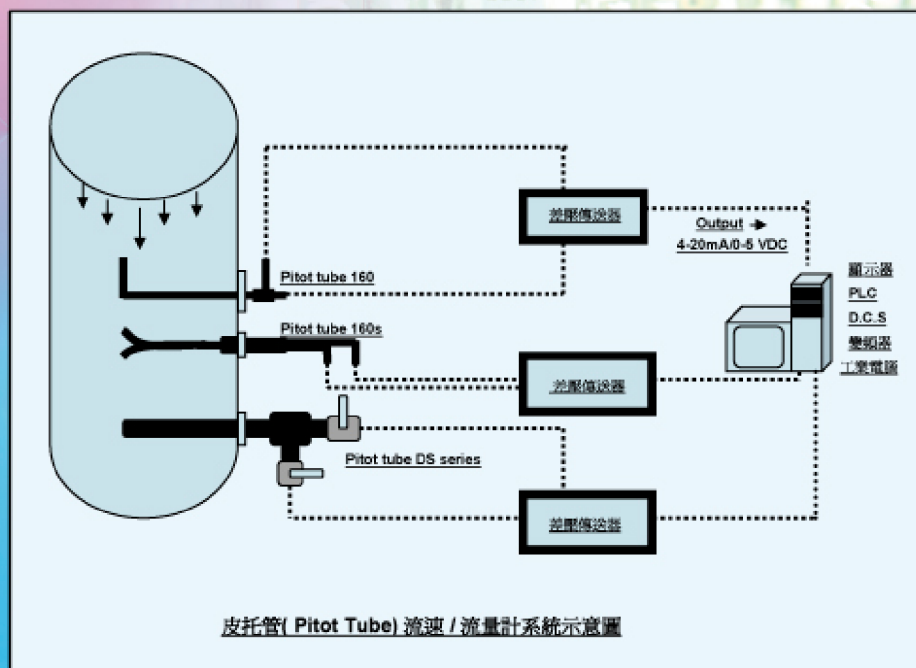 差壓傳送器
Output →
4-20mA/0-5 VDC
Pitot tube 160
顯示器
PLC
D.C.S
變頻器
工業電腦
Pitot tube 160s
差壓傳送器
Pitot tube DS series
差壓傳送器
皮托管( Pitot Tube) 流速 / 流量計系統示意圖